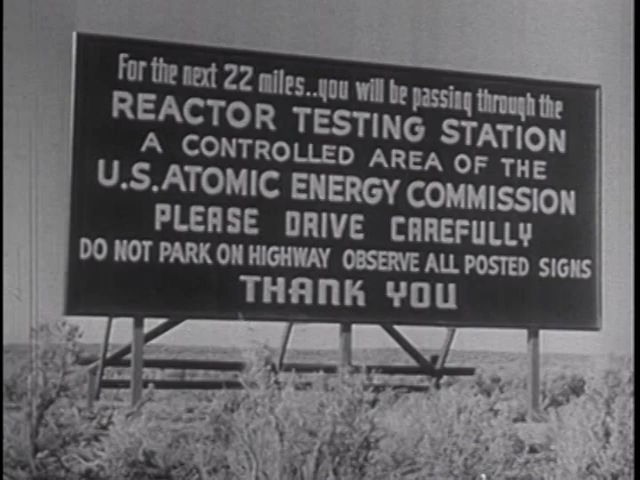 For the next 22 miles..you will be passing through the
REACTOR TESTING STATION
A CONTROLLED AREA OF THE
U.S. ATOMIC ENERGY COMMISSION
PLEASE DRIVE CAREFULLY
DO NOT PARK ON HIGHWAY OBSERVE ALL POSTED SIGNS
THANK YOU